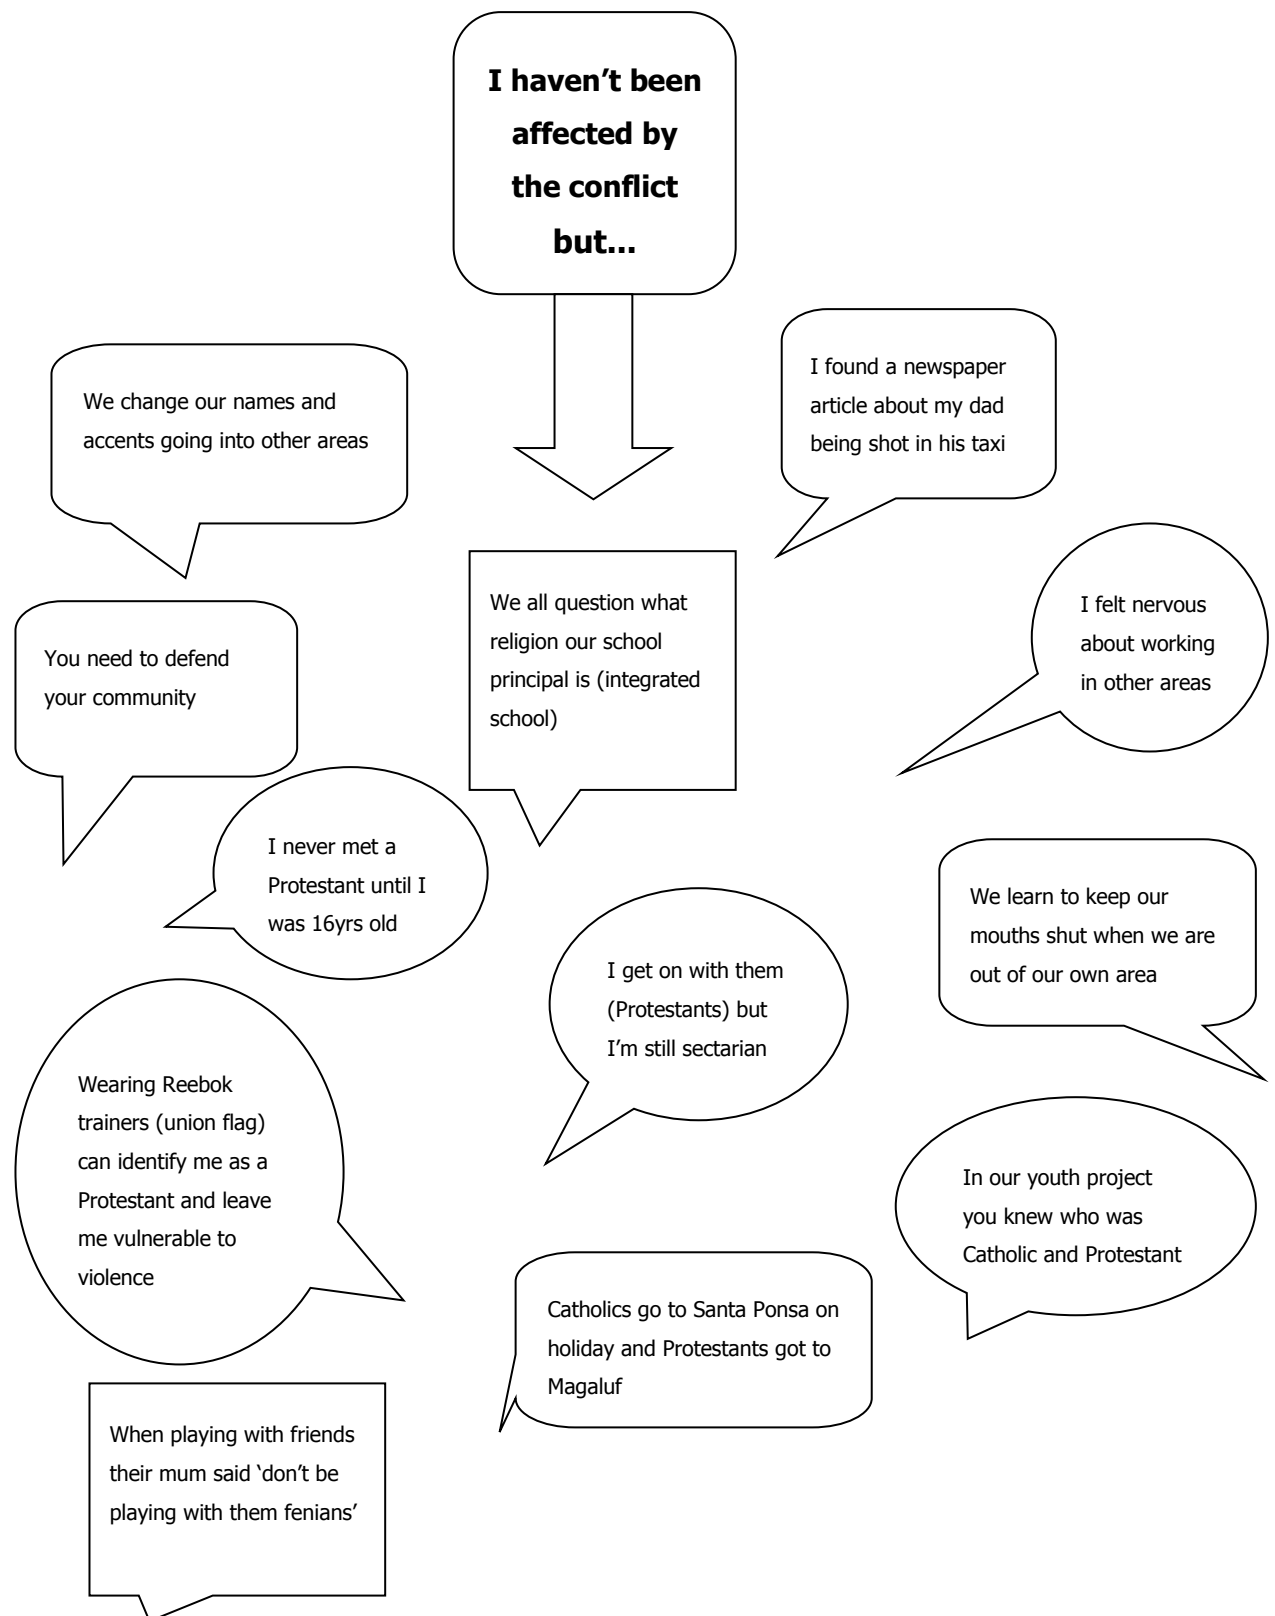 I haven’t been
affected by
the conflict
but…
I found a newspaper
article about my dad
being shot in his taxi
We change our names and
accents going into other areas
We all question what
religion our school
principal is (integrated
school)
I felt nervous
about working
in other areas
You need to defend
your community
I never met a
Protestant until I
was 16yrs old
We learn to keep our
mouths shut when we are
out of our own area
I get on with them
(Protestants) but
I’m still sectarian
Wearing Reebok
trainers (union flag)
can identify me as a
Protestant and leave
me vulnerable to
violence
In our youth project
you knew who was
Catholic and Protestant
Catholics go to Santa Ponsa on
holiday and Protestants got to
Magaluf
When playing with friends
their mum said ‘don’t be
playing with them fenians’